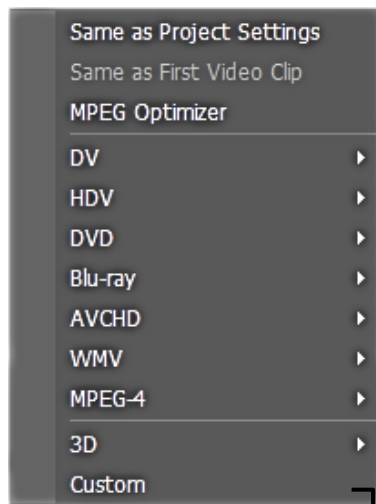 Same as Project Settings
Same as First Video Clip
MPEG Optimizer
DV
HDV
DVD
Blu-ray
AVCHD
WMV
MPEG-4
3D
Custom